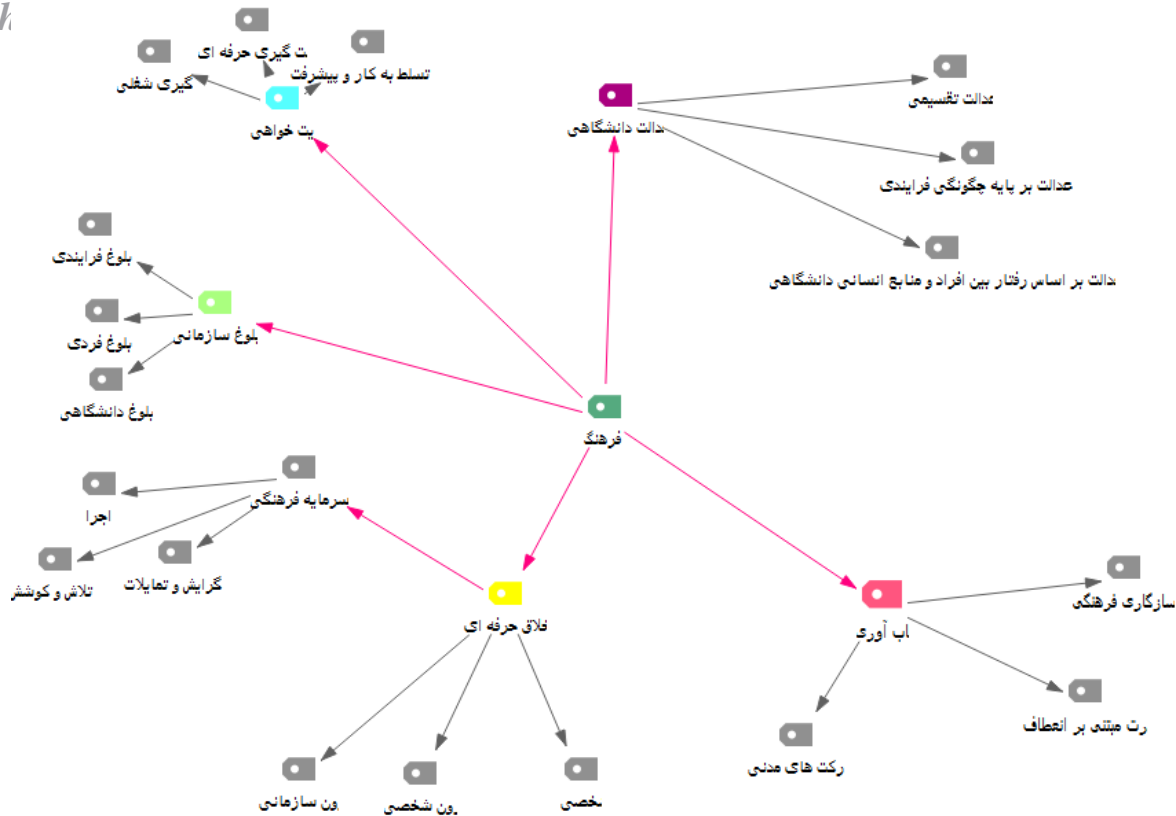 ت گیری حرفه ای
تسلط به کار و پیشرفت
گیری شغلی
یت خواهی
دالت دانشگاهی
عدالت تقسیمی
عدالت بر پایه چگونگی فرایندی
دالت بر اساس رفتار بین افراد و منابع انسانی دانشگاهی
بلوغ فرایندی
بلوغ سازمانی
بلوغ فردی
بلوغ دانشگاهی
فرهنگ
سرمایه فرهنگی
اجرا
گرایش و تمایلات
تلاش و کوشش
لاق حرفه ای
سازگاری فرهنگی
اب آوری
رت مبتنی بر انعطاف
رکت های مدنی
ون سازمانی
ون شخصی
خصی